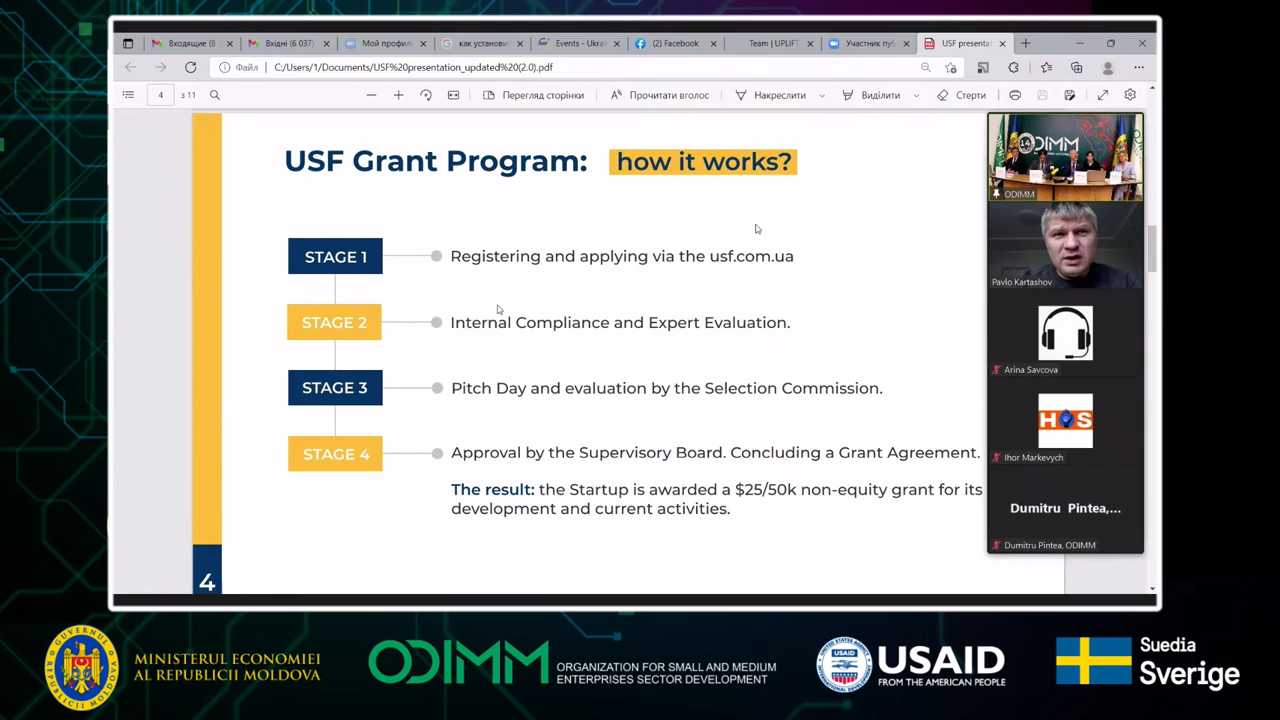 Входящие (8
Вхідні (6 037)
Мой профил
как установи
Events - Ukra
(2) Facebook
Team | UPLIFT
Участник пуб
USF presenta
Файл
C:/Users/1/Documents/USF%20presentation_updated%20(2.0).pdf
4
з 11
Перегляд сторінки
Прочитати вголос
Накреслити
Виділити
Стерти
USF Grant Program: how it works?
STAGE 1
Registering and applying via the usf.com.ua
STAGE 2
Internal Compliance and Expert Evaluation.
STAGE 3
Pitch Day and evaluation by the Selection Commission.
STAGE 4
Approval by the Supervisory Board. Concluding a Grant Agreement.
The result: the Startup is awarded a $25/50k non-equity grant for its
development and current activities.
4
ODIMM
14
ODIMM
Pavlo Kartashov
Arina Savcova
HOS
Ihor Markevych
Dumitru Pintea,...
Dumitru Pintea, ODIMM
MINISTERUL ECONOMIEI
AL REPUBLICII MOLDOVA
ODIMM
ORGANIZATION FOR SMALL AND MEDIUM
ENTERPRISES SECTOR DEVELOPMENT
USAID
FROM THE AMERICAN PEOPLE
Suedia
Sverige